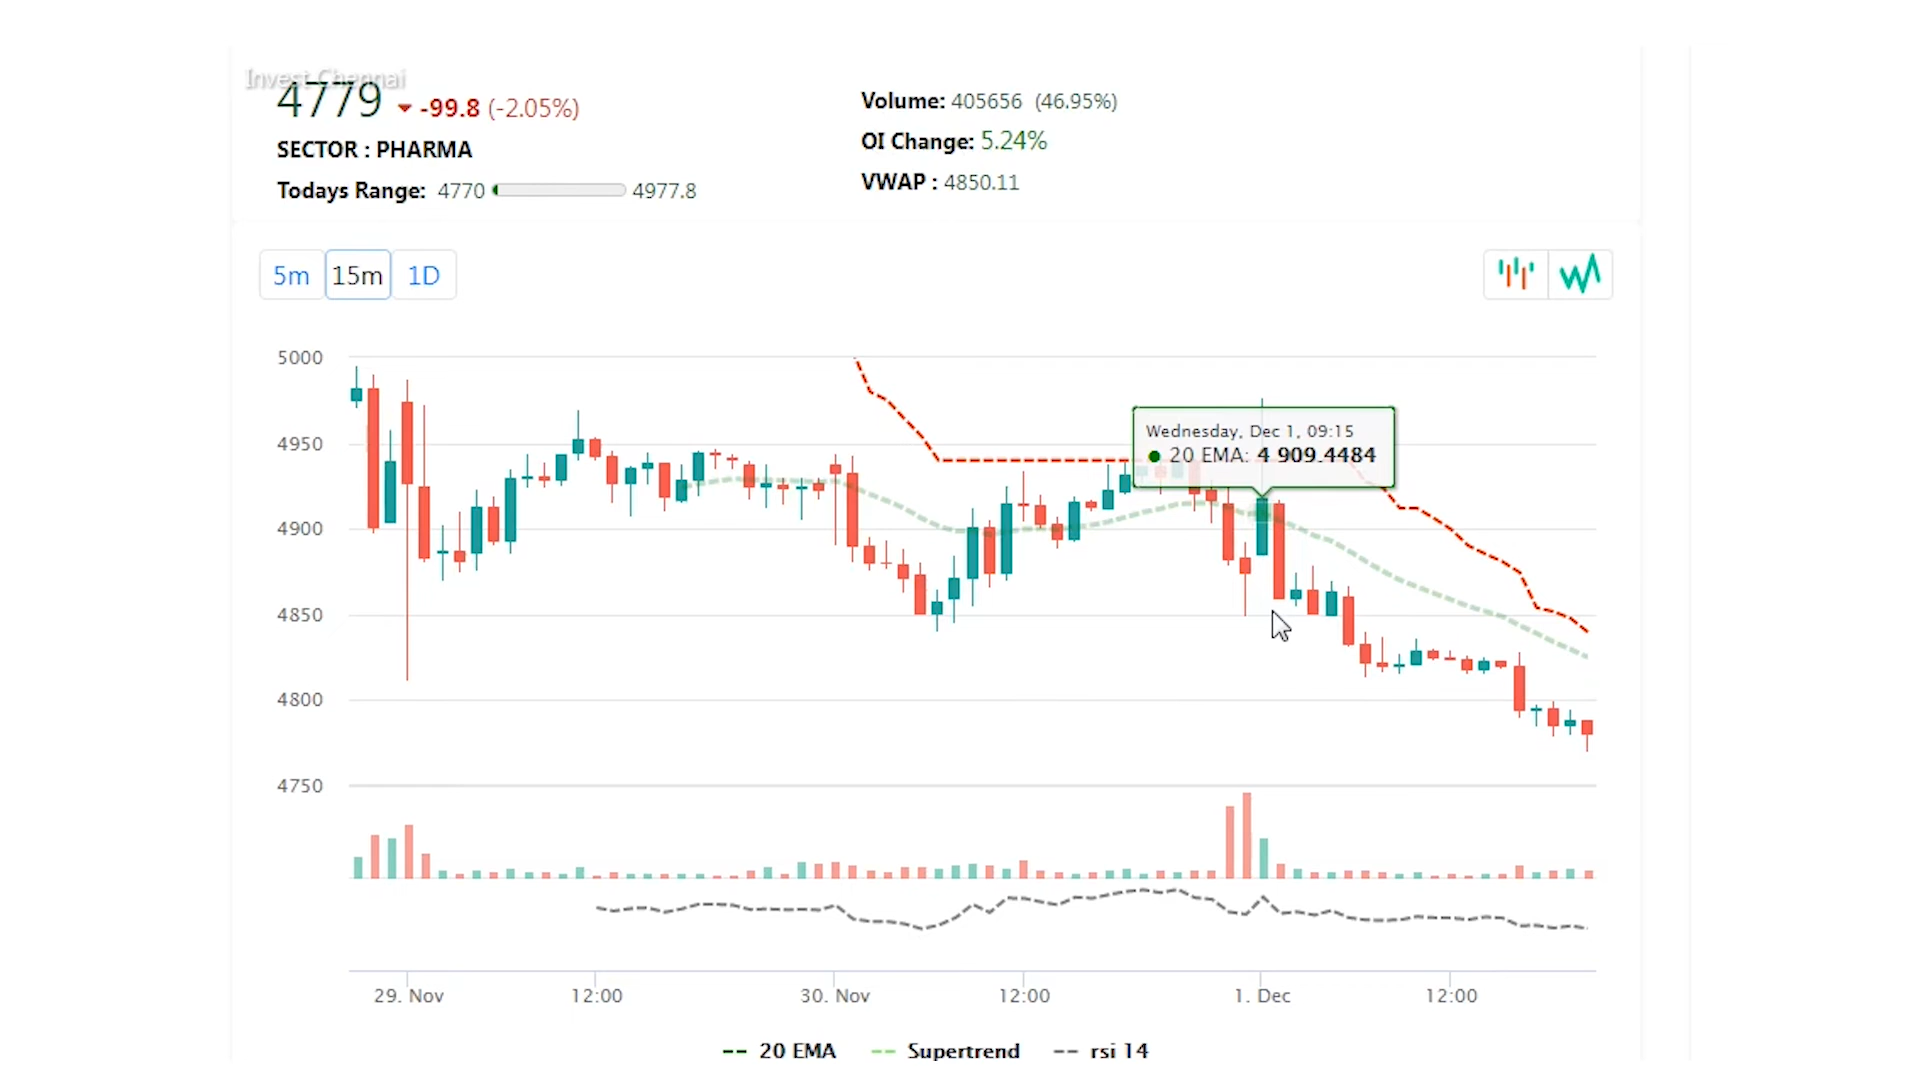 Invest Chennai
4779 -99.8 (-2.05%)
SECTOR : PHARMA
Todays Range: 4770 4977.8
Volume: 405656 (46.95%)
OI Change: 5.24%
VWAP : 4850.11
5m 15m 1D
5000
4950
4900
4850
4800
4750
Wednesday, Dec 1, 09:15
20 EMA: 4 909.4484
29. Nov 12:00 30. Nov 12:00 1. Dec 12:00
20 EMA Supertrend rsi 14